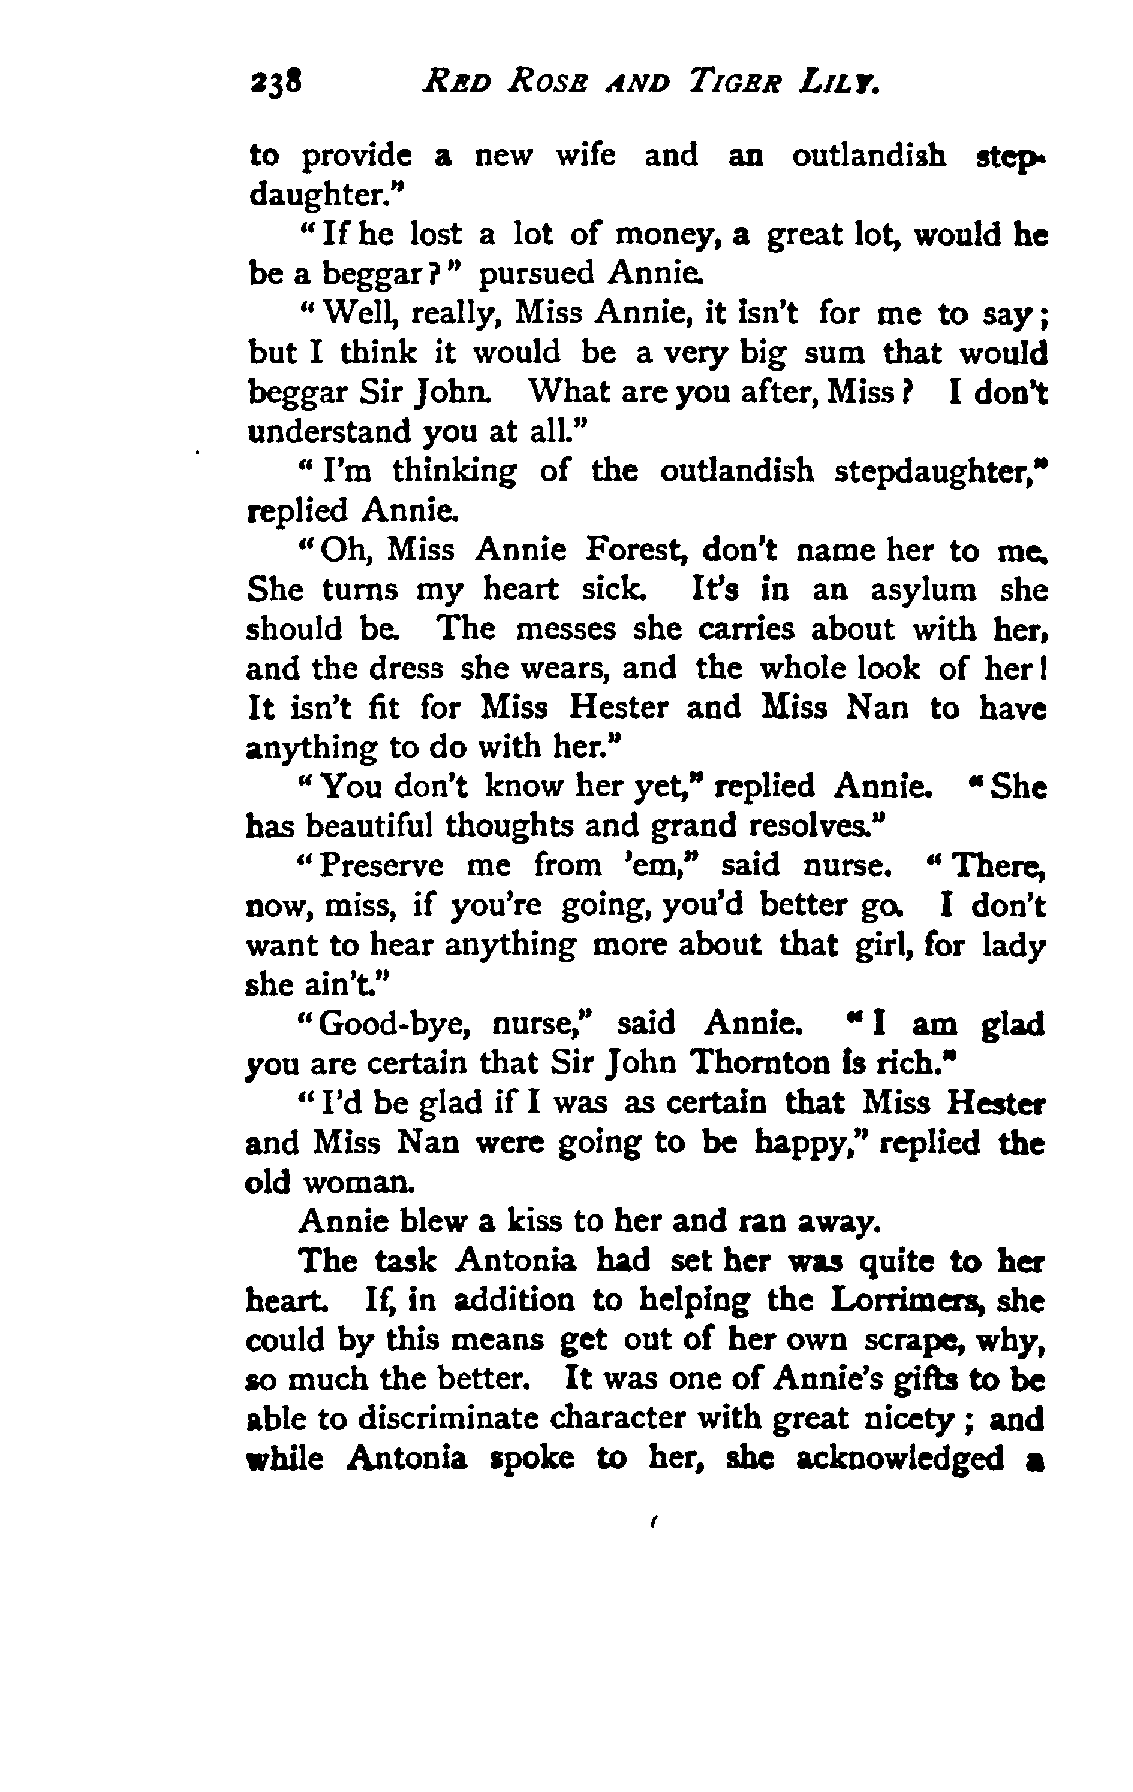 238 RED ROSE AND TIGER LILY.
to provide a new wife and an outlandish step-
daughter."
"If he lost a lot of money, a great lot, would he
be a beggar?" pursued Annie.
"Well, really, Miss Annie, it isn't for me to say;
but I think it would be a very big sum that would
beggar Sir John. What are you after, Miss? I don't
understand you at all."
"I'm thinking of the outlandish stepdaughter,"
replied Annie.
"Oh, Miss Annie Forest, don't name her to me.
She turns my heart sick. It's in an asylum she
should be. The messes she carries about with her,
and the dress she wears, and the whole look of her!
It isn't fit for Miss Hester and Miss Nan to have
anything to do with her."
"You don't know her yet," replied Annie. "She
has beautiful thoughts and grand resolves."
"Preserve me from 'em," said nurse. "There,
now, miss, if you're going, you'd better go. I don't
want to hear anything more about that girl, for lady
she ain't."
"Good-bye, nurse," said Annie. "I am glad
you are certain that Sir John Thornton is rich."
"I'd be glad if I was as certain that Miss Hester
and Miss Nan were going to be happy," replied the
old woman.
Annie blew a kiss to her and ran away.
The task Antonia had set her was quite to her
heart. If, in addition to helping the Lorrimers, she
could by this means get out of her own scrape, why,
so much the better. It was one of Annie's gifts to be
able to discriminate character with great nicety; and
while Antonia spoke to her, she acknowledged a